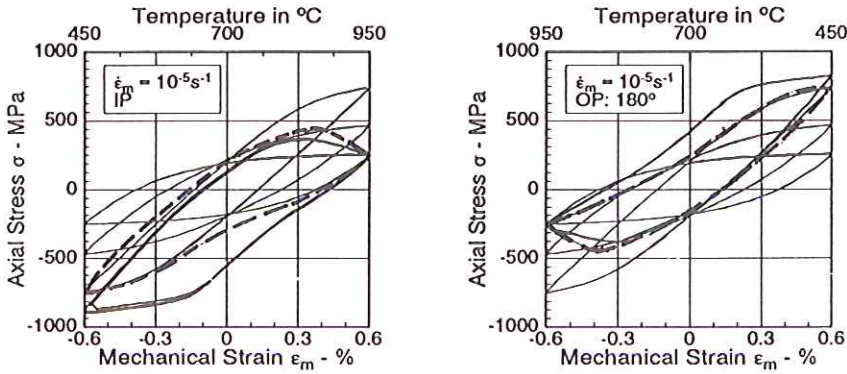 Temperature in ºC
450 700 950
1000
500
0
-500
-1000
Axial Stress σ - MPa
ε̇m = 10-5s-1
IP
-0.6 -0.3 0 0.3 0.6
Mechanical Strain εm - %
Temperature in ºC
950 700 450
1000
500
0
-500
-1000
Axial Stress σ - MPa
ε̇m = 10-5s-1
OP: 180º
-0.6 -0.3 0 0.3 0.6
Mechanical Strain εm - %